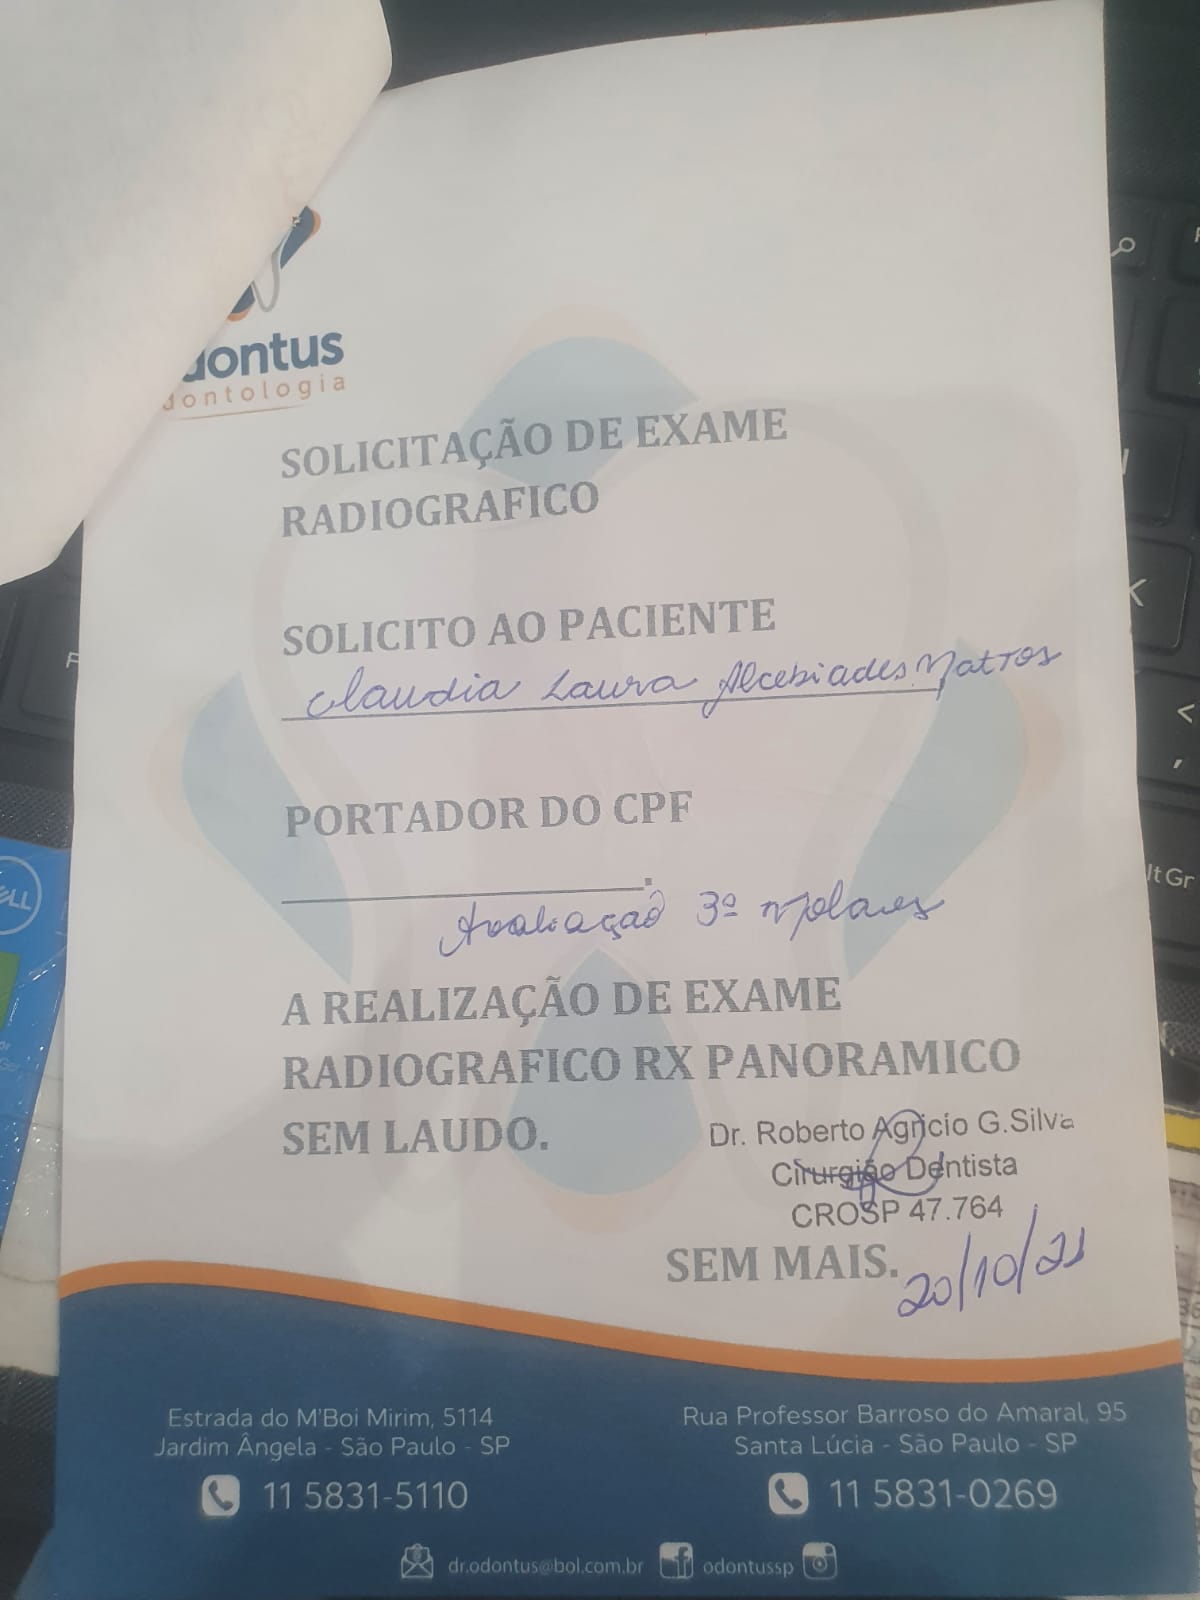 dontus
dontologia
SOLICITAÇÃO DE EXAME
RADIOGRAFICO
SOLICITO AO PACIENTE
Claudia Laura Alcebiades Mattos
PORTADOR DO CPF
.
Avaliação 3º Molares
A REALIZAÇÃO DE EXAME
RADIOGRAFICO RX PANORAMICO
SEM LAUDO.
Dr. Roberto Agricio G.Silva
Cirurgião Dentista
CROSP 47.764
SEM MAIS.
20/10/21
Estrada do M'Boi Mirim, 5114
Jardim Ângela - São Paulo - SP
11 5831-5110
Rua Professor Barroso do Amaral, 95
Santa Lúcia - São Paulo - SP
11 5831-0269
dr.odontus@bol.com.br
odontussp
lt Gr